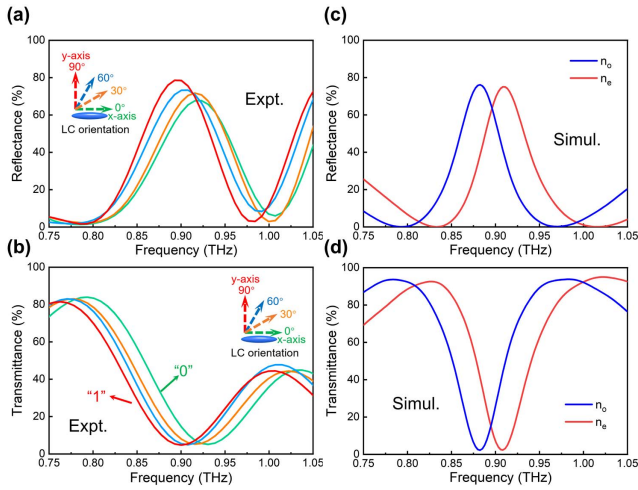 (a)
100
80
60
40
20
0
Reflectance (%)
y-axis
90°
60°
30°
0°
x-axis
LC orientation
Expt.
0.75 0.80 0.85 0.90 0.95 1.00 1.05
Frequency (THz)
(c)
100
80
60
40
20
0
Reflectance (%)
nₒ
nₑ
Simul.
0.75 0.80 0.85 0.90 0.95 1.00 1.05
Frequency (THz)
(b)
100
80
60
40
20
0
Transmittance (%)
y-axis
90°
60°
30°
0°
x-axis
LC orientation
“0”
“1”
Expt.
0.75 0.80 0.85 0.90 0.95 1.00 1.05
Frequency (THz)
(d)
100
80
60
40
20
0
Transmittance (%)
Simul.
nₒ
nₑ
0.75 0.80 0.85 0.90 0.95 1.00 1.05
Frequency (THz)